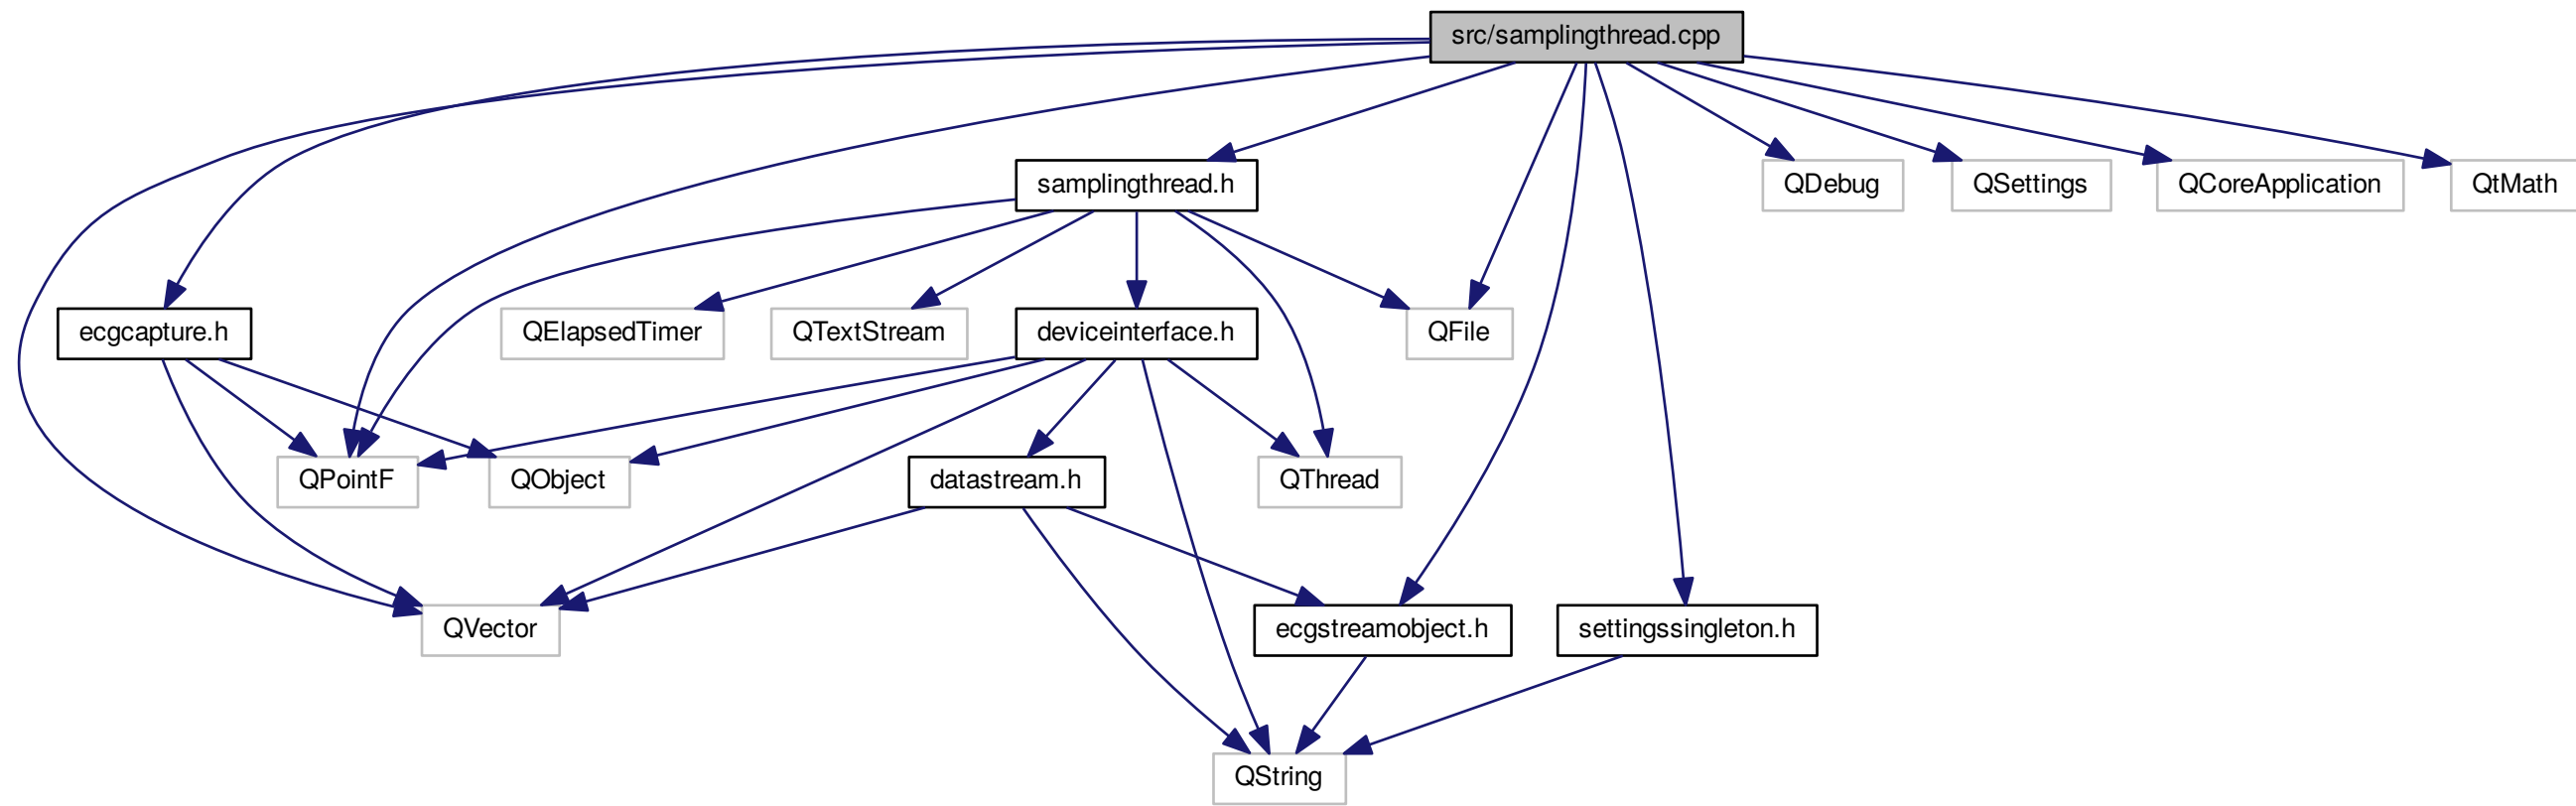 src/samplingthread.cpp
samplingthread.h
QDebug
QSettings
QCoreApplication
QtMath
ecgcapture.h
QElapsedTimer
QTextStream
deviceinterface.h
QFile
QPointF
QObject
datastream.h
QThread
QVector
ecgstreamobject.h
settingssingleton.h
QString